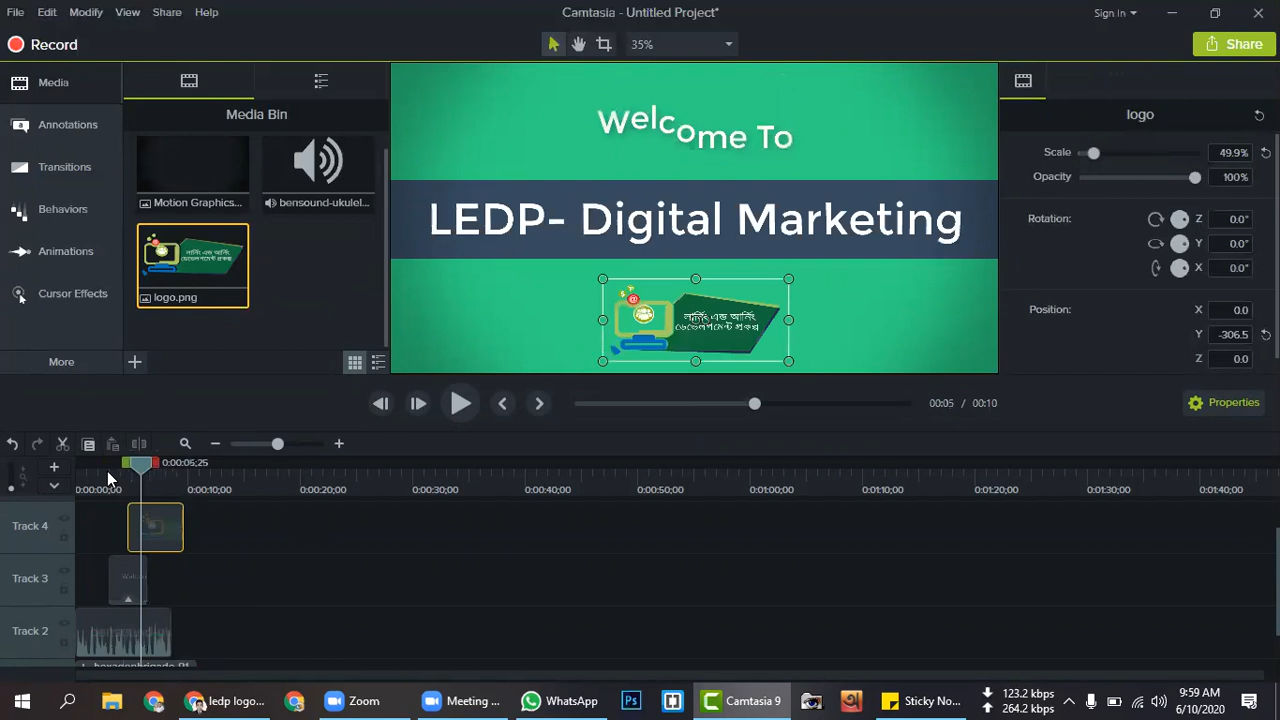 File Edit Modify View Share Help Camtasia - Untitled Project* Sign In
Record 35% Share
Media
Annotations
Transitions
Behaviors
Animations
Cursor Effects
More
Media Bin
Motion Graphics... bensound-ukulel...
logo.png
Welcome To
LEDP- Digital Marketing
লার্নিং এন্ড আর্নিং
ডেভেলপমেন্ট প্রকল্প
logo
Scale 49.9%
Opacity 100%
Rotation: Z 0.0°
Y 0.0°
X 0.0°
Position: X 0.0
Y -306.5
Z 0.0
00:05 / 00:10 Properties
0:00:05;25
0:00:00;00 0:00:10;00 0:00:20;00 0:00:30;00 0:00:40;00 0:00:50;00 0:01:00;00 0:01:10;00 0:01:20;00 0:01:30;00 0:01:40;00
Track 4
Track 3
Track 2
ledp logo... Zoom Meeting ... WhatsApp Ps Camtasia 9 Sticky No... 123.2 kbps 264.2 kbps 9:59 AM
6/10/2020